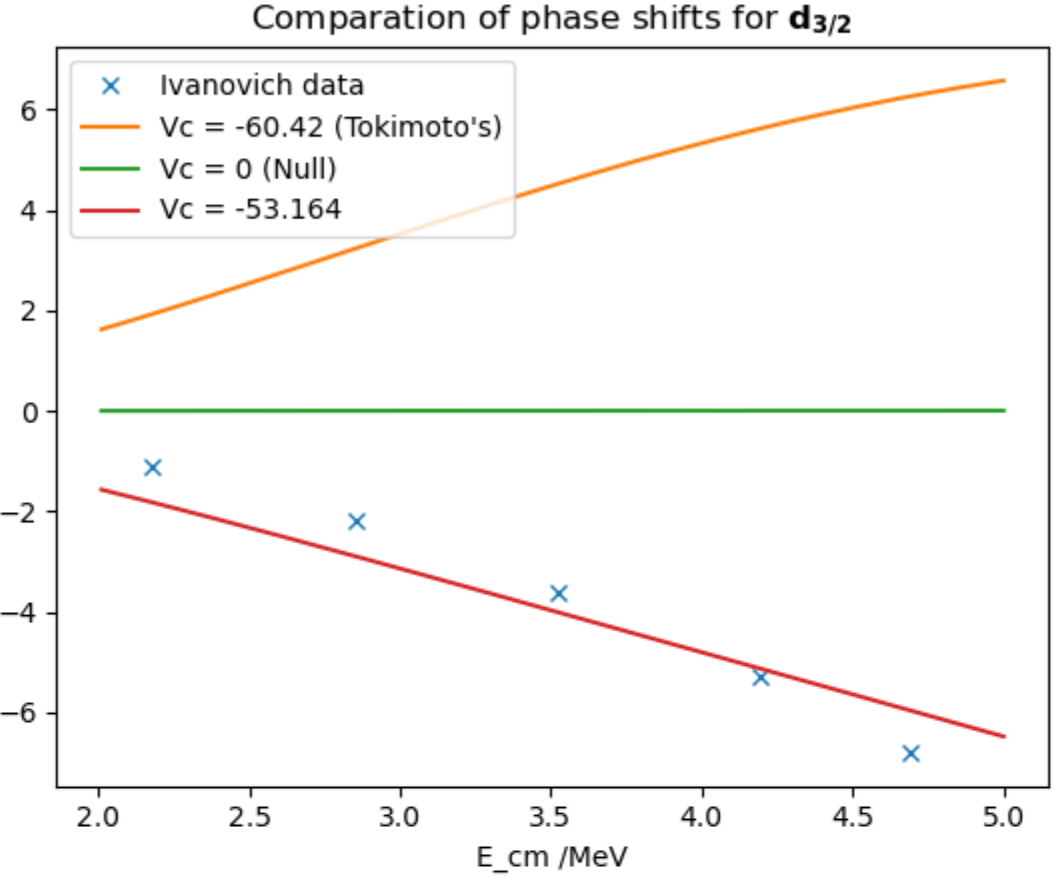 Comparation of phase shifts for d3/2
Ivanovich data
Vc = -60.42 (Tokimoto's)
Vc = 0 (Null)
Vc = -53.164
6
4
2
0
−2
−4
−6
2.0 2.5 3.0 3.5 4.0 4.5 5.0
E_cm /MeV